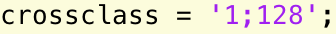 crossclass = '1;128';